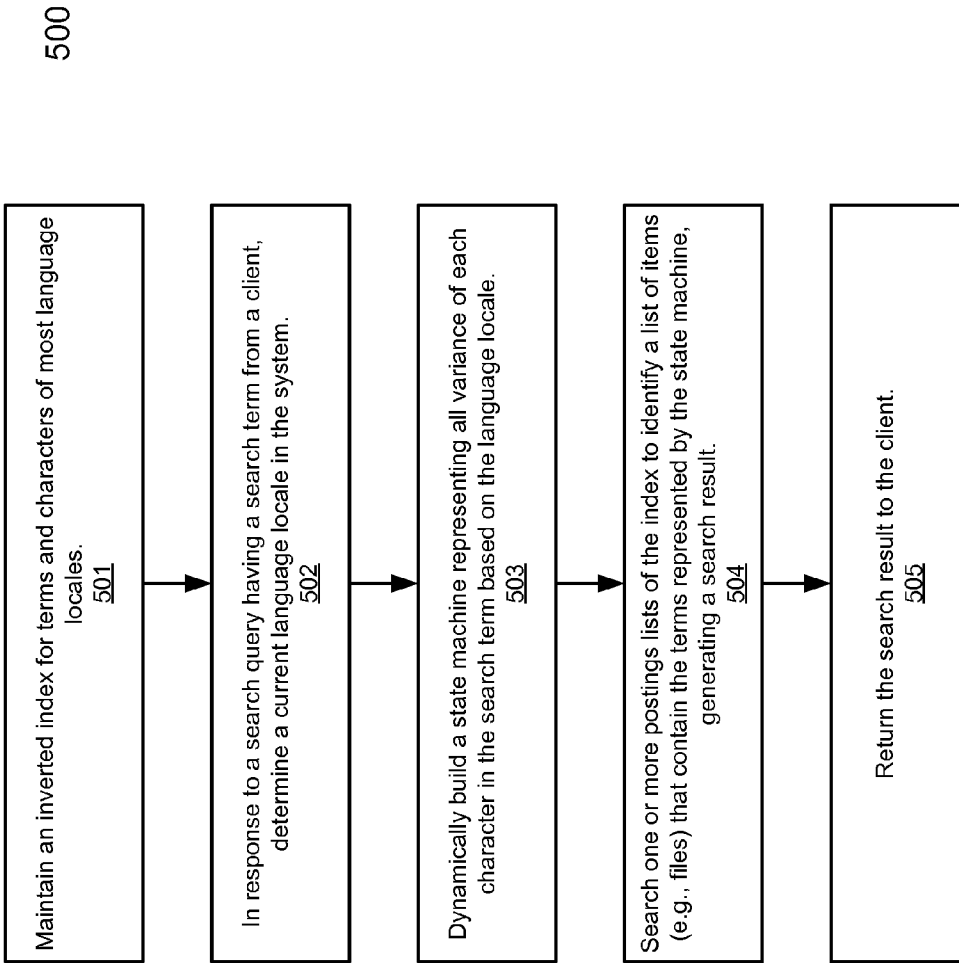 500
Maintain an inverted index for terms and characters of most language
locales.
501
In response to a search query having a search term from a client,
determine a current language locale in the system.
502
Dynamically build a state machine representing all variance of each
character in the search term based on the language locale.
503
Search one or more postings lists of the index to identify a list of items
(e.g., files) that contain the terms represented by the state machine,
generating a search result.
504
Return the search result to the client.
505